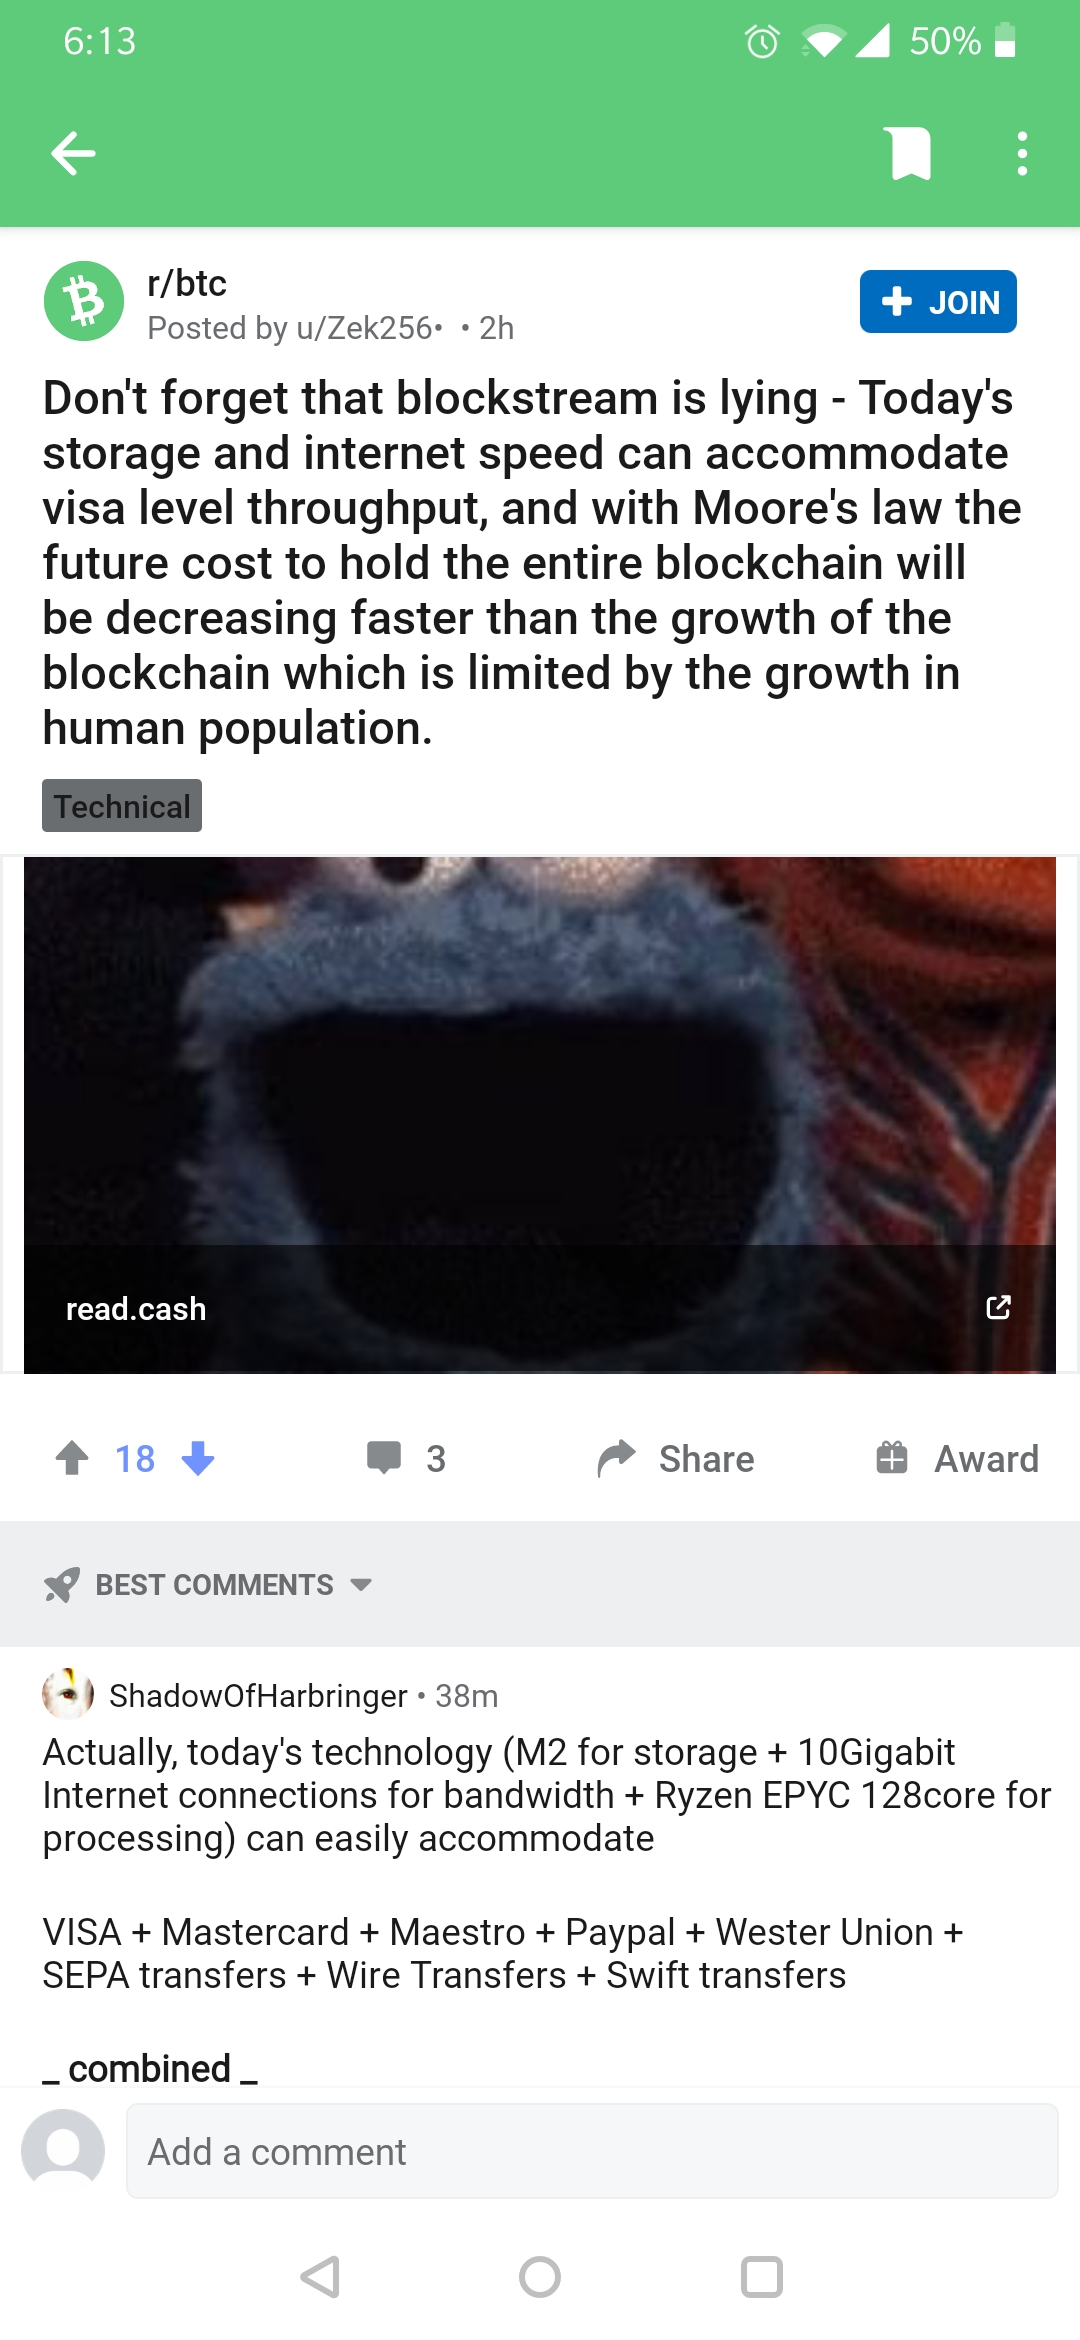 6:13
50%
r/btc
Posted by u/Zek256• • 2h
JOIN
Don't forget that blockstream is lying - Today's
storage and internet speed can accommodate
visa level throughput, and with Moore's law the
future cost to hold the entire blockchain will
be decreasing faster than the growth of the
blockchain which is limited by the growth in
human population.
Technical
read.cash
18
3
Share
Award
BEST COMMENTS
ShadowOfHarbringer • 38m
Actually, today's technology (M2 for storage + 10Gigabit
Internet connections for bandwidth + Ryzen EPYC 128core for
processing) can easily accommodate
VISA + Mastercard + Maestro + Paypal + Wester Union +
SEPA transfers + Wire Transfers + Swift transfers
_ combined _
Add a comment